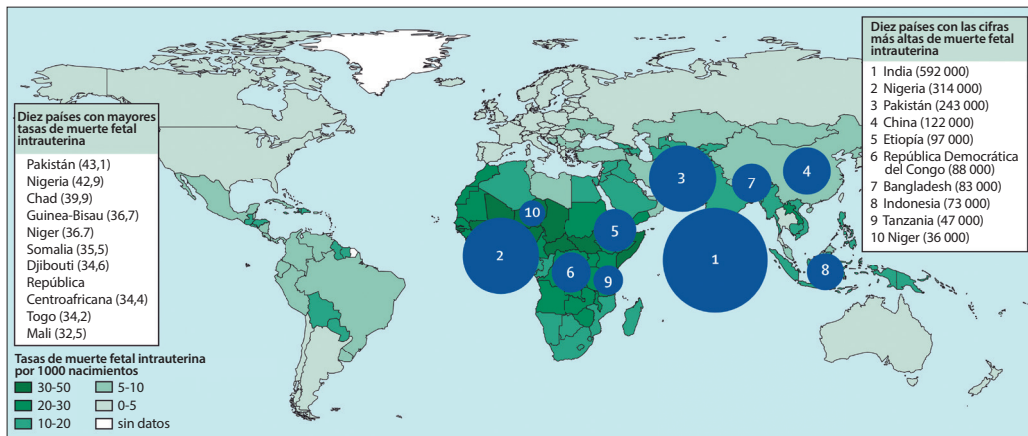 Diez países con mayores
tasas de muerte fetal
intrauterina
Pakistán (43,1)
Nigeria (42,9)
Chad (39,9)
Guinea-Bisau (36,7)
Niger (36.7)
Somalia (35,5)
Djibouti (34,6)
República
Centroafricana (34,4)
Togo (34,2)
Mali (32,5)
Tasas de muerte fetal intrauterina
por 1000 nacimientos
30-50
20-30
10-20
5-10
0-5
sin datos
10
2
5
6
9
3
7
4
1
8
Diez países con las cifras
más altas de muerte fetal
intrauterina
1 India (592 000)
2 Nigeria (314 000)
3 Pakistán (243 000)
4 China (122 000)
5 Etiopía (97 000)
6 República Democrática
del Congo (88 000)
7 Bangladesh (83 000)
8 Indonesia (73 000)
9 Tanzania (47 000)
10 Niger (36 000)